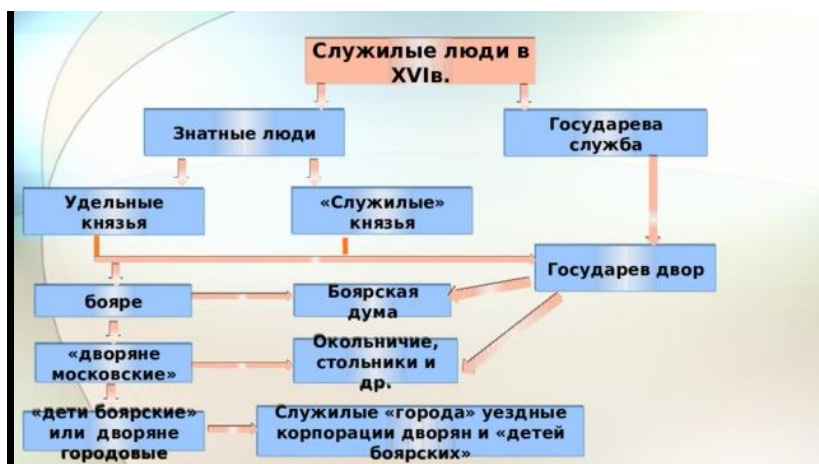 Служилые люди в
XVIв.
Знатные люди
Государева
служба
Удельные
князья
«Служилые»
князья
Государев двор
бояре
Боярская
дума
«дворяне
московские»
Окольничие,
стольники и
др.
«дети боярские»
или дворяне
городовые
Служилые «города» уездные
корпорации дворян и «детей
боярских»